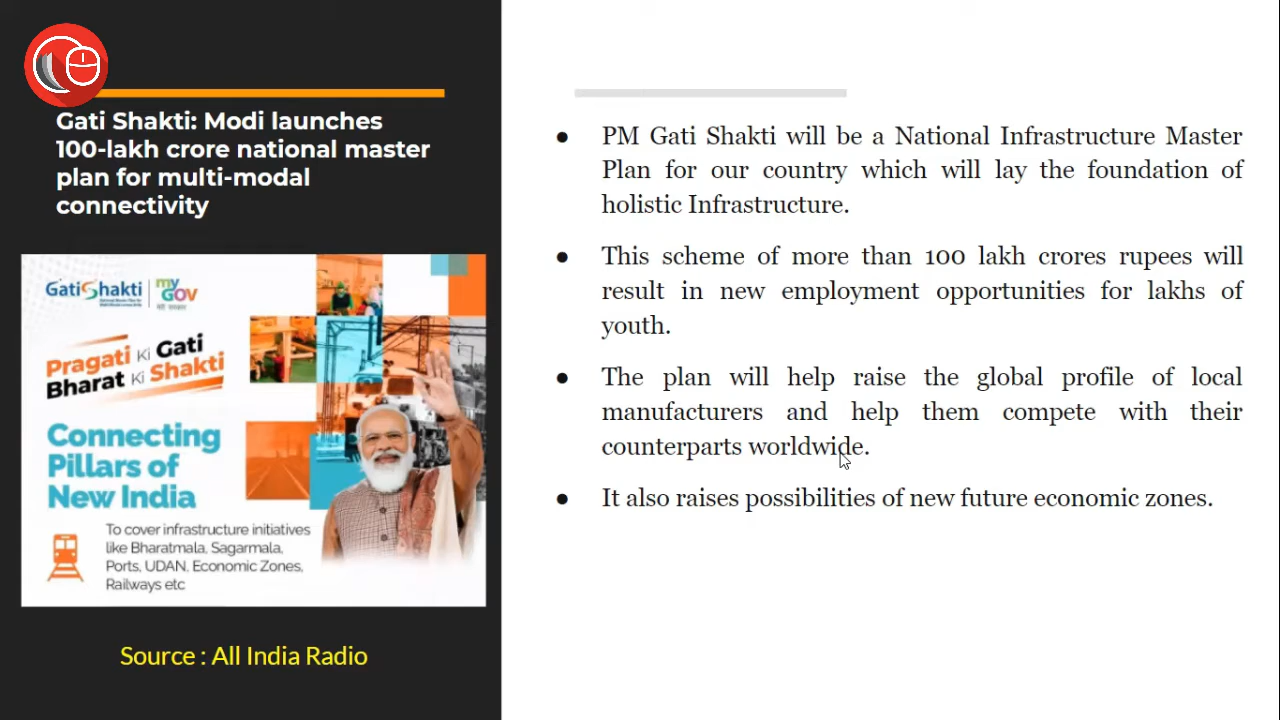 Gati Shakti: Modi launches
100-lakh crore national master
plan for multi-modal
connectivity
GatiShakti
my
GOV
मेरी सरकार
Pragati Ki Gati
Bharat Ki Shakti
Connecting
Pillars of
New India
To cover infrastructure initiatives
like Bharatmala, Sagarmala,
Ports, UDAN, Economic Zones,
Railways etc
Source : All India Radio
● PM Gati Shakti will be a National Infrastructure Master
Plan for our country which will lay the foundation of
holistic Infrastructure.
● This scheme of more than 100 lakh crores rupees will
result in new employment opportunities for lakhs of
youth.
● The plan will help raise the global profile of local
manufacturers and help them compete with their
counterparts worldwide.
● It also raises possibilities of new future economic zones.